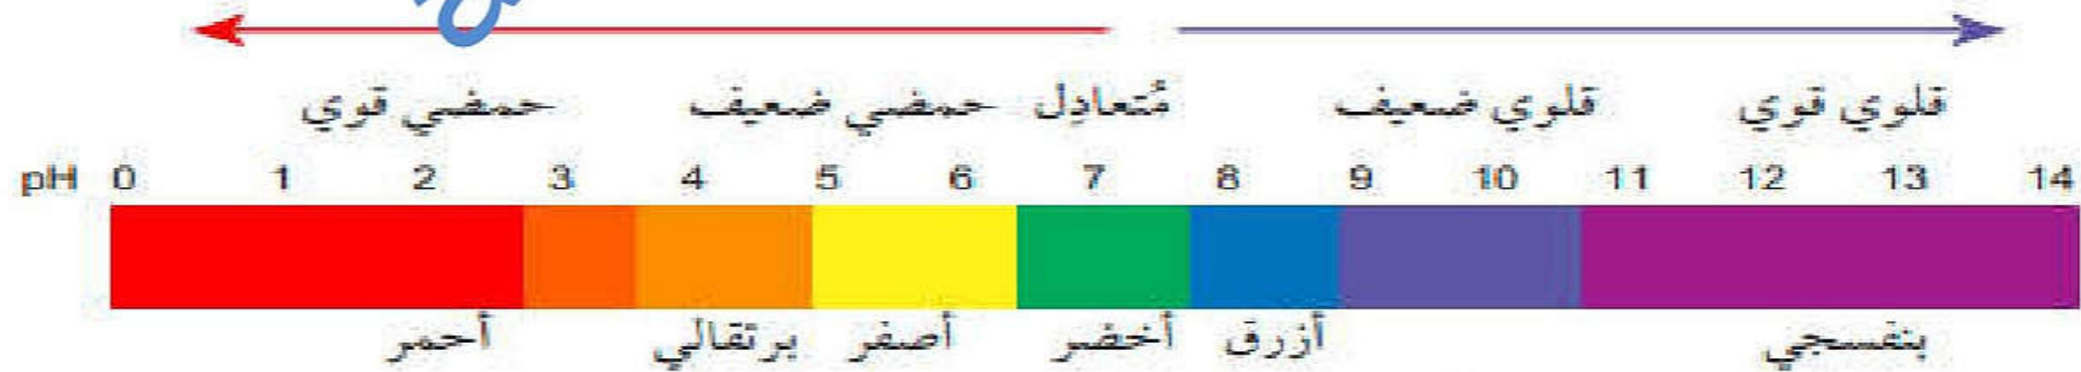 حمضي قوي حمضي ضعيف مُتعادِل قلوي ضعيف قلوي قوي
pH 0 1 2 3 4 5 6 7 8 9 10 11 12 13 14
أحمر برتقالي أصفر أخضر أزرق بنفسجي